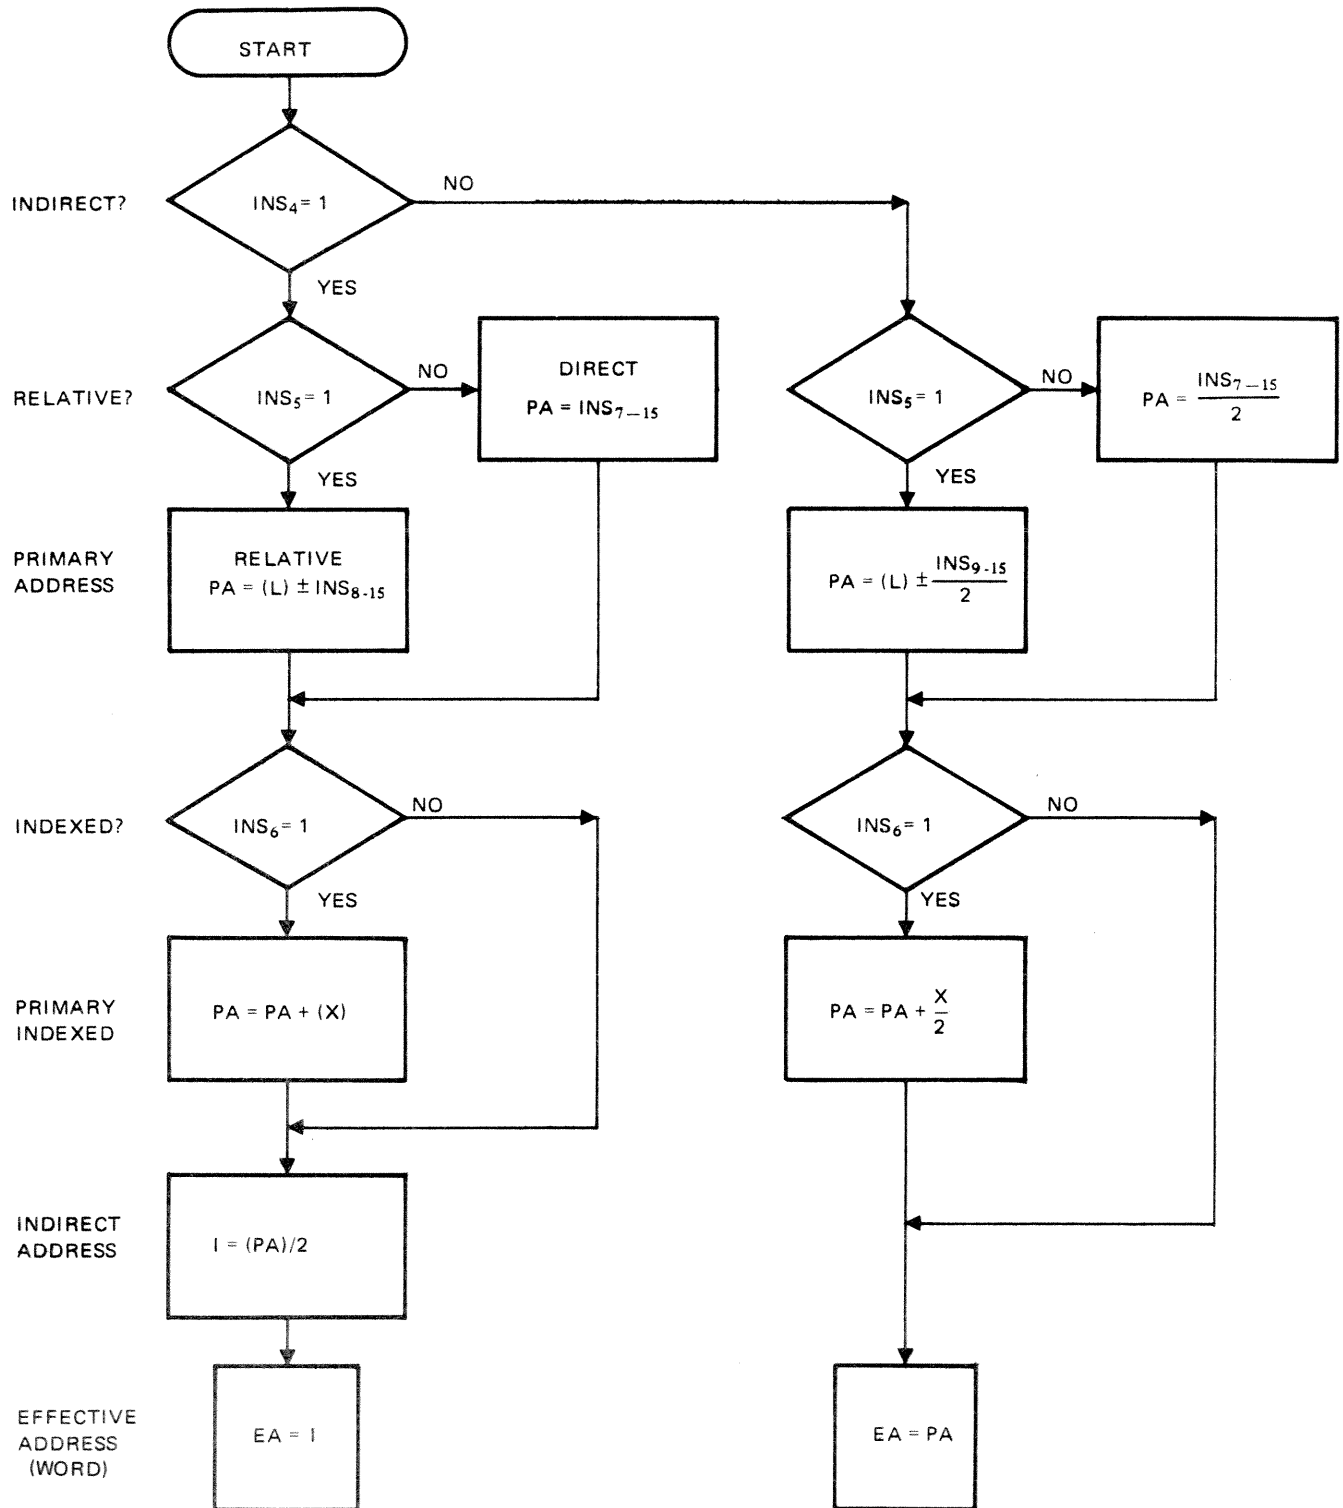 START
INDIRECT?
INS4 = 1
NO
YES
RELATIVE?
INS5 = 1
NO
DIRECT
PA = INS7–15
INS5 = 1
NO
PA = INS7–15 / 2
YES
YES
PRIMARY
ADDRESS
RELATIVE
PA = (L) ± INS8-15
PA = (L) ± INS9-15 / 2
INDEXED?
INS6 = 1
NO
INS6 = 1
NO
YES
YES
PRIMARY
INDEXED
PA = PA + (X)
PA = PA + X / 2
INDIRECT
ADDRESS
I = (PA)/2
EFFECTIVE
ADDRESS
(WORD)
EA = I
EA = PA